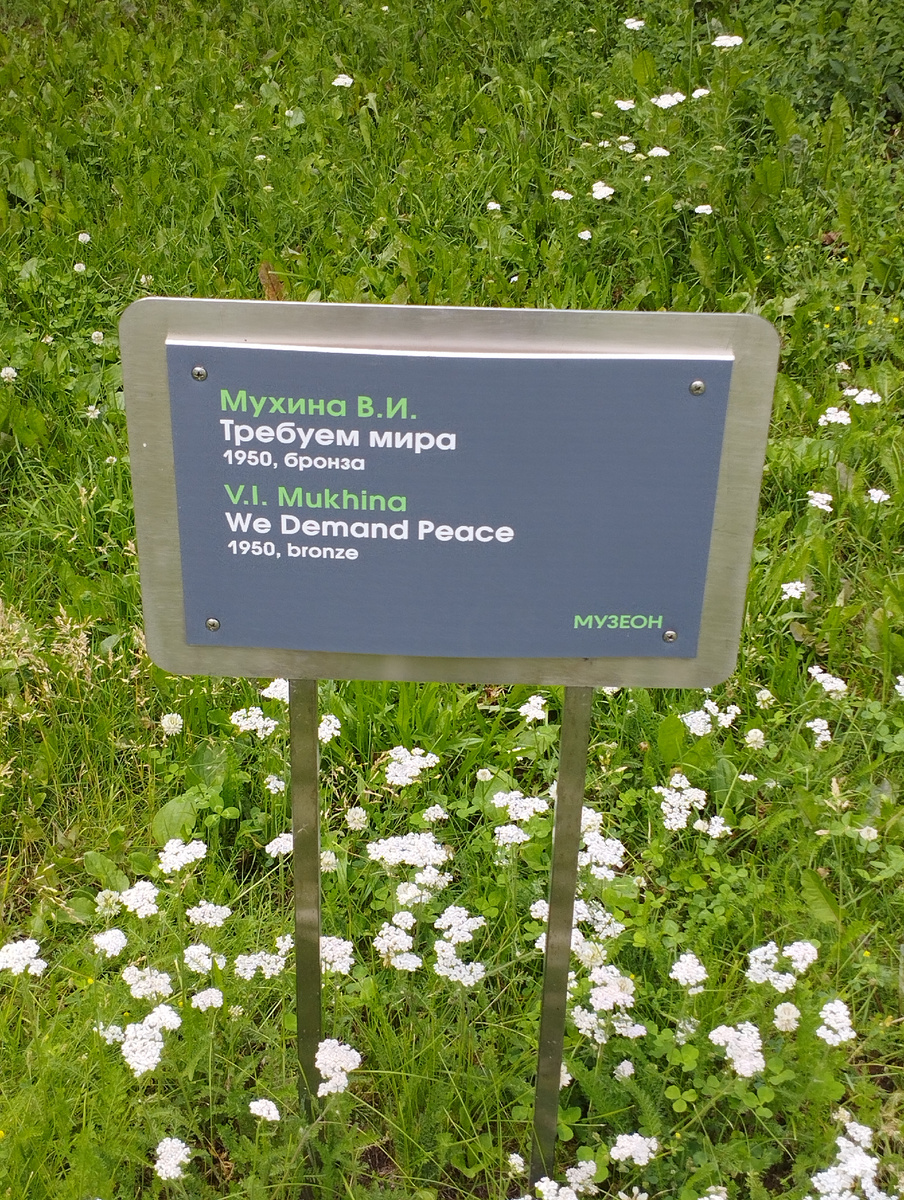 Мухина В.И.
Требуем мира
1950, бронза
V.I. Mukhina
We Demand Peace
1950, bronze
МУЗЕОН